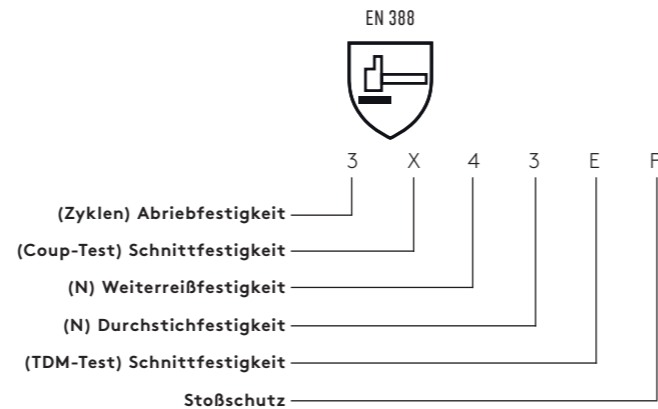 EN 388
3 X 4 3 E P
(Zyklen) Abriebfestigkeit
(Coup-Test) Schnittfestigkeit
(N) Weiterreißfestigkeit
(N) Durchstichfestigkeit
(TDM-Test) Schnittfestigkeit
Stoßschutz